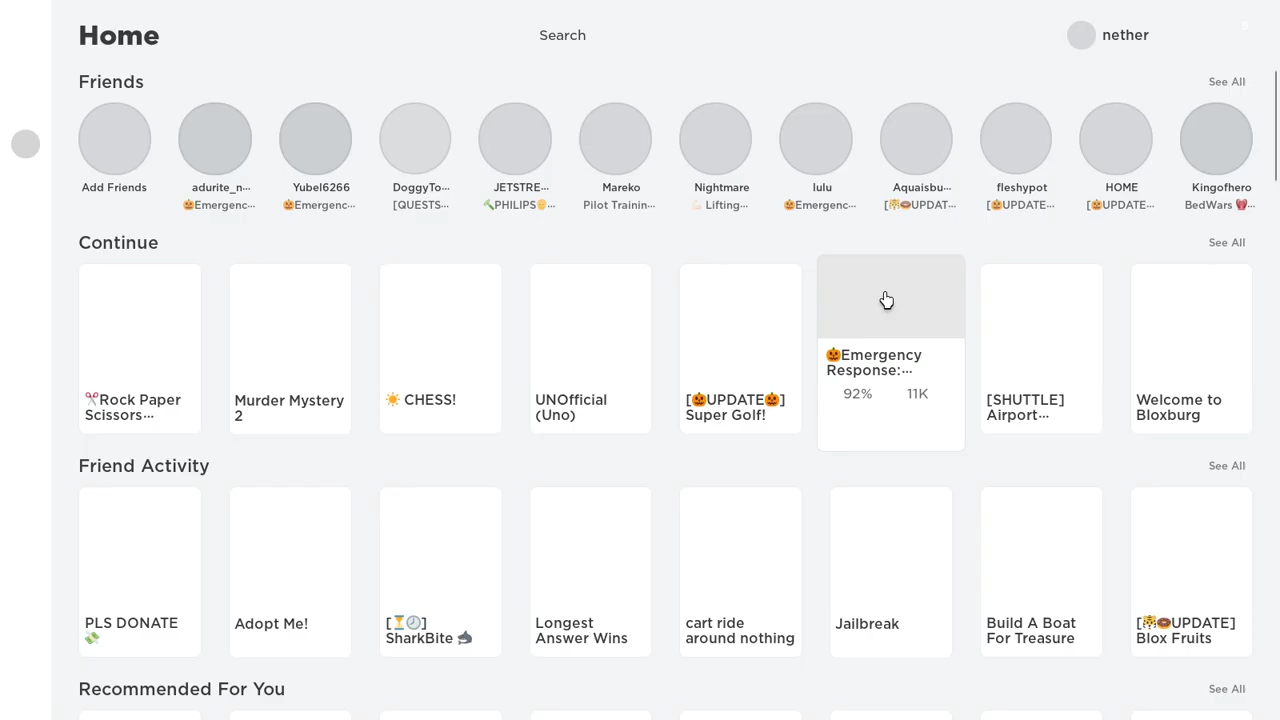 Home
Search
nether
Friends
See All
Add Friends
adurite_n...
Yubel6266
DoggyTo...
JETSTRE...
Mareko
Nightmare
lulu
Aquaisbu...
fleshypot
HOME
Kingofhero
🎃Emergenc...
🎃Emergenc...
[QUESTS...
🔨PHILIPS👴...
Pilot Trainin...
💪🏻 Lifting...
🎃Emergenc...
[🐯🍩UPDAT...
[🎃UPDATE...
[🎃UPDATE...
BedWars 🥊...
Continue
See All
✂️Rock Paper
Scissors...
Murder Mystery
2
☀️ CHESS!
UNOfficial
(Uno)
[🎃UPDATE🎃]
Super Golf!
🎃Emergency
Response:...
92% 11K
[SHUTTLE]
Airport...
Welcome to
Bloxburg
Friend Activity
See All
PLS DONATE
💸
Adopt Me!
[⏳🕗]
SharkBite 🦈
Longest
Answer Wins
cart ride
around nothing
Jailbreak
Build A Boat
For Treasure
[🐯🍩UPDATE]
Blox Fruits
Recommended For You
See All